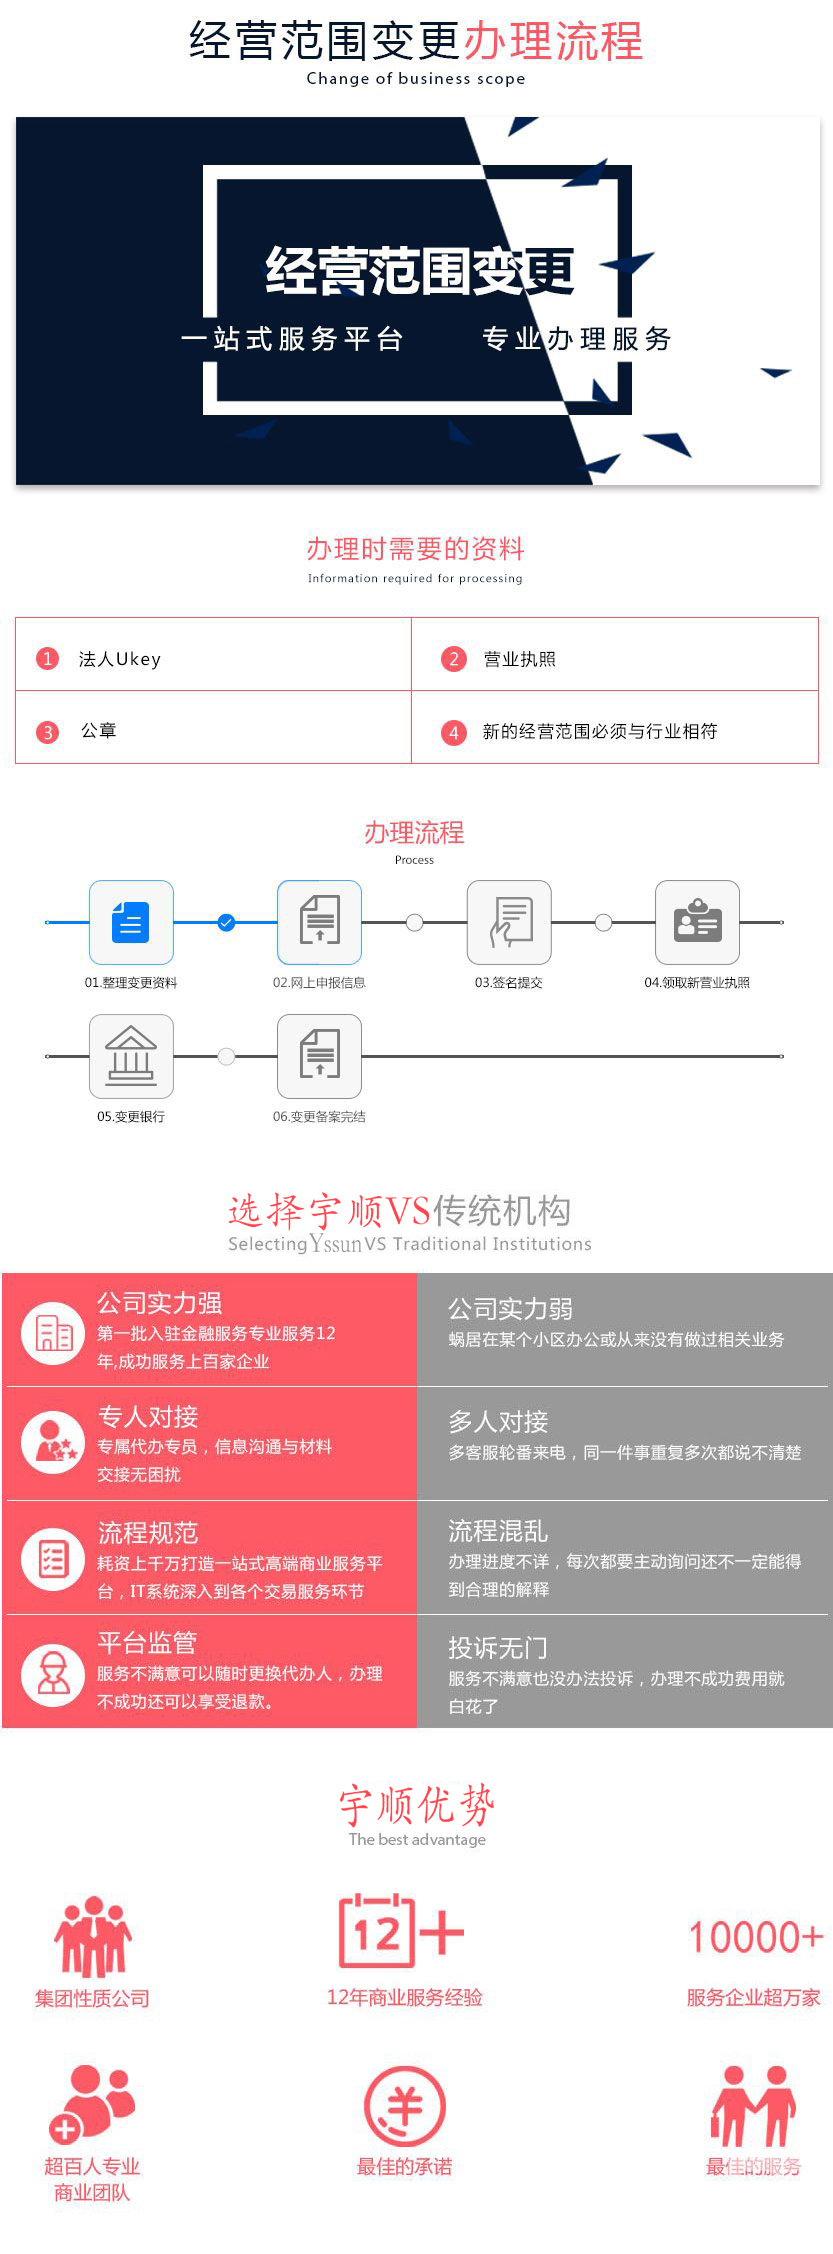 经营范围变更办理流程
Change of business scope
经营范围变更
一站式服务平台 专业办理服务
办理时需要的资料
Information required for processing
1 法人Ukey
2 营业执照
3 公章
4 新的经营范围必须与行业相符
办理流程
Process
01.整理变更资料
02.网上申报信息
03.签名提交
04.领取新营业执照
05.变更银行
06.变更备案完结
选择宇顺VS传统机构
Selecting Yssun VS Traditional Institutions
公司实力强
第一批入驻金融服务专业服务12
年,成功服务上百家企业
公司实力弱
蜗居在某个小区办公或从来没有做过相关业务
专人对接
专属代办专员，信息沟通与材料
交接无困扰
多人对接
多客服轮番来电，同一件事重复多次都说不清楚
流程规范
耗资上千万打造一站式高端商业服务平
台，IT系统深入到各个交易服务环节
流程混乱
办理进度不详，每次都要主动询问还不一定能得
到合理的解释
平台监管
服务不满意可以随时更换代办人，办理
不成功还可以享受退款。
投诉无门
服务不满意也没办法投诉，办理不成功费用就
白花了
宇顺优势
The best advantage
12+
10000+
集团性质公司
12年商业服务经验
服务企业超万家
超百人专业
商业团队
最佳的承诺
最佳的服务